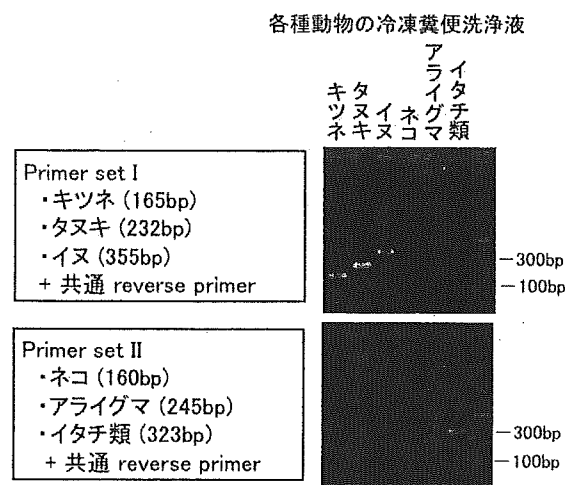 各種動物の冷凍糞便洗浄液
キツネ
タヌキ
イヌ
ネコ
アライグマ
イタチ類
Primer set I
・キツネ (165bp)
・タヌキ (232bp)
・イヌ (355bp)
+ 共通 reverse primer
300bp
100bp
Primer set II
・ネコ (160bp)
・アライグマ (245bp)
・イタチ類 (323bp)
+ 共通 reverse primer
300bp
100bp